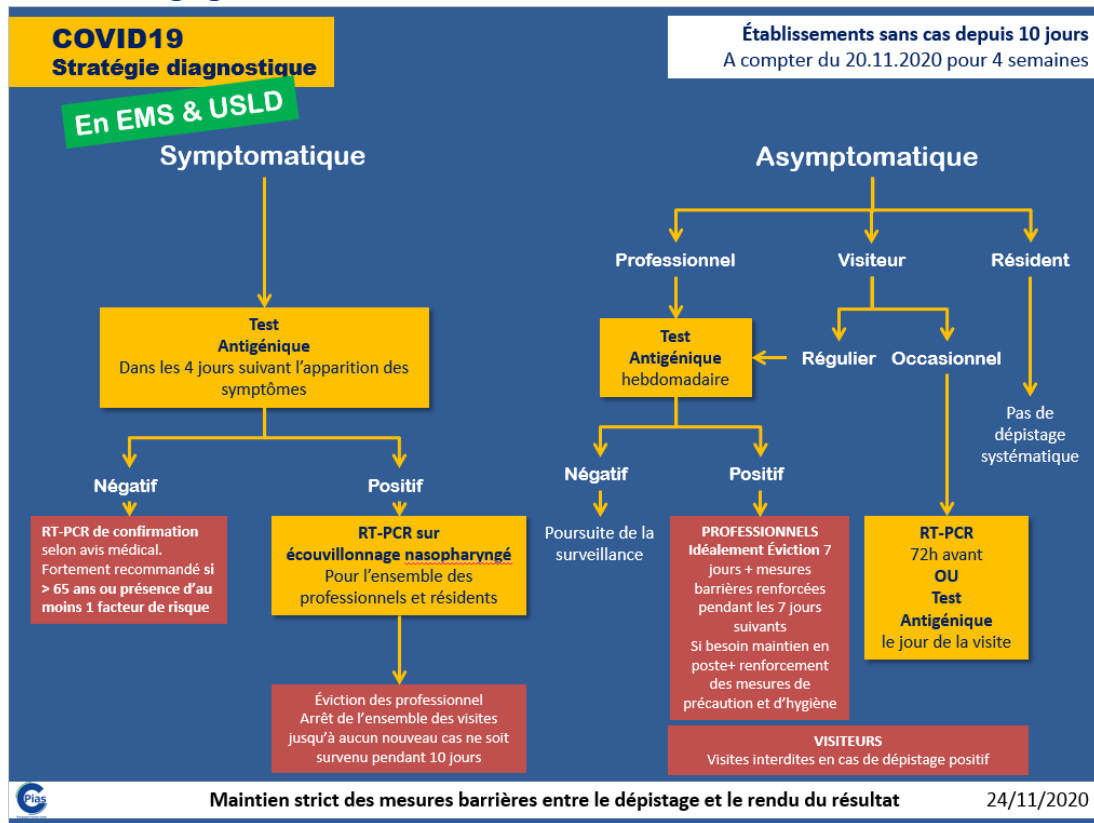 COVID19
Stratégie diagnostique
En EMS & USLD
Établissements sans cas depuis 10 jours
A compter du 20.11.2020 pour 4 semaines
Symptomatique
Test
Antigénique
Dans les 4 jours suivant l'apparition des
symptômes
Négatif
Positif
RT-PCR de confirmation
selon avis médical.
Fortement recommandé si
> 65 ans ou présence d'au
moins 1 facteur de risque
RT-PCR sur
écouvillonnage nasopharyngé
Pour l'ensemble des
professionnels et résidents
Éviction des professionnel
Arrêt de l'ensemble des visites
jusqu'à aucun nouveau cas ne soit
survenu pendant 10 jours
Asymptomatique
Professionnel
Visiteur
Résident
Test
Antigénique
hebdomadaire
Régulier
Occasionnel
Pas de
dépistage
systématique
Négatif
Positif
Poursuite de la
surveillance
PROFESSIONNELS
Idéalement Éviction 7
jours + mesures
barrières renforcées
pendant les 7 jours
suivants
Si besoin maintien en
poste+ renforcement
des mesures de
précaution et d'hygiène
RT-PCR
72h avant
OU
Test
Antigénique
le jour de la visite
VISITEURS
Visites interdites en cas de dépistage positif
CPias
Maintien strict des mesures barrières entre le dépistage et le rendu du résultat
24/11/2020